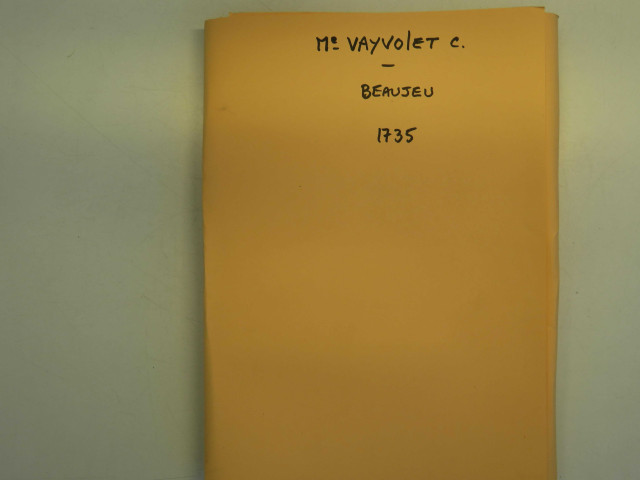 Me VAYVOLET C.
–
BEAUJEU
1735